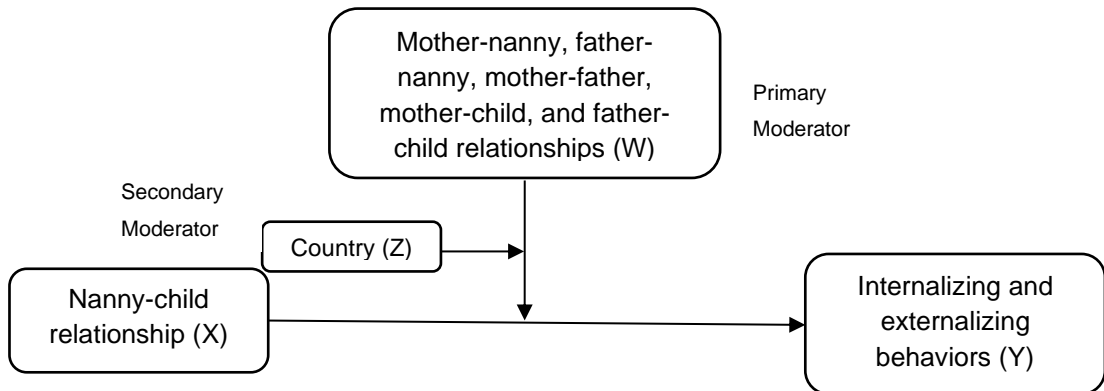 Mother-nanny, father-
nanny, mother-father,
mother-child, and father-
child relationships (W)
Primary
Moderator
Secondary
Moderator
Country (Z)
Nanny-child
relationship (X)
Internalizing and
externalizing
behaviors (Y)